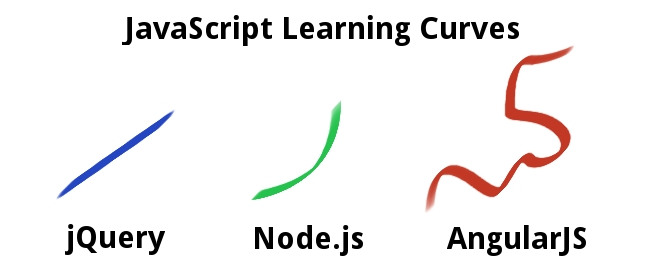 JavaScript Learning Curves
jQuery
Node.js
AngularJS